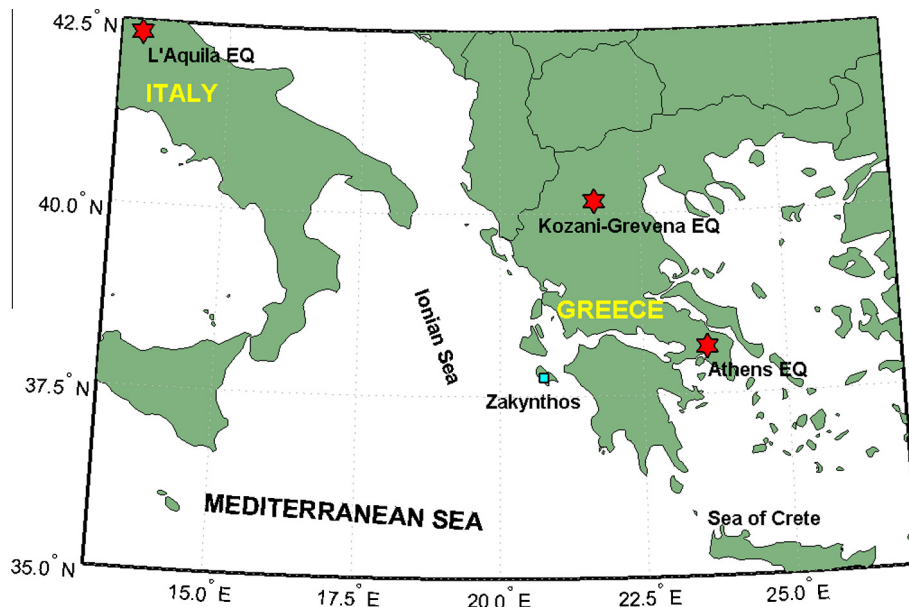 42.5° N
L'Aquila EQ
ITALY
40.0° N
Kozani-Grevena EQ
Ionian Sea
GREECE
Athens EQ
37.5° N
Zakynthos
MEDITERRANEAN SEA
Sea of Crete
35.0° N
15.0° E
17.5° E
20.0° E
22.5° E
25.0° E